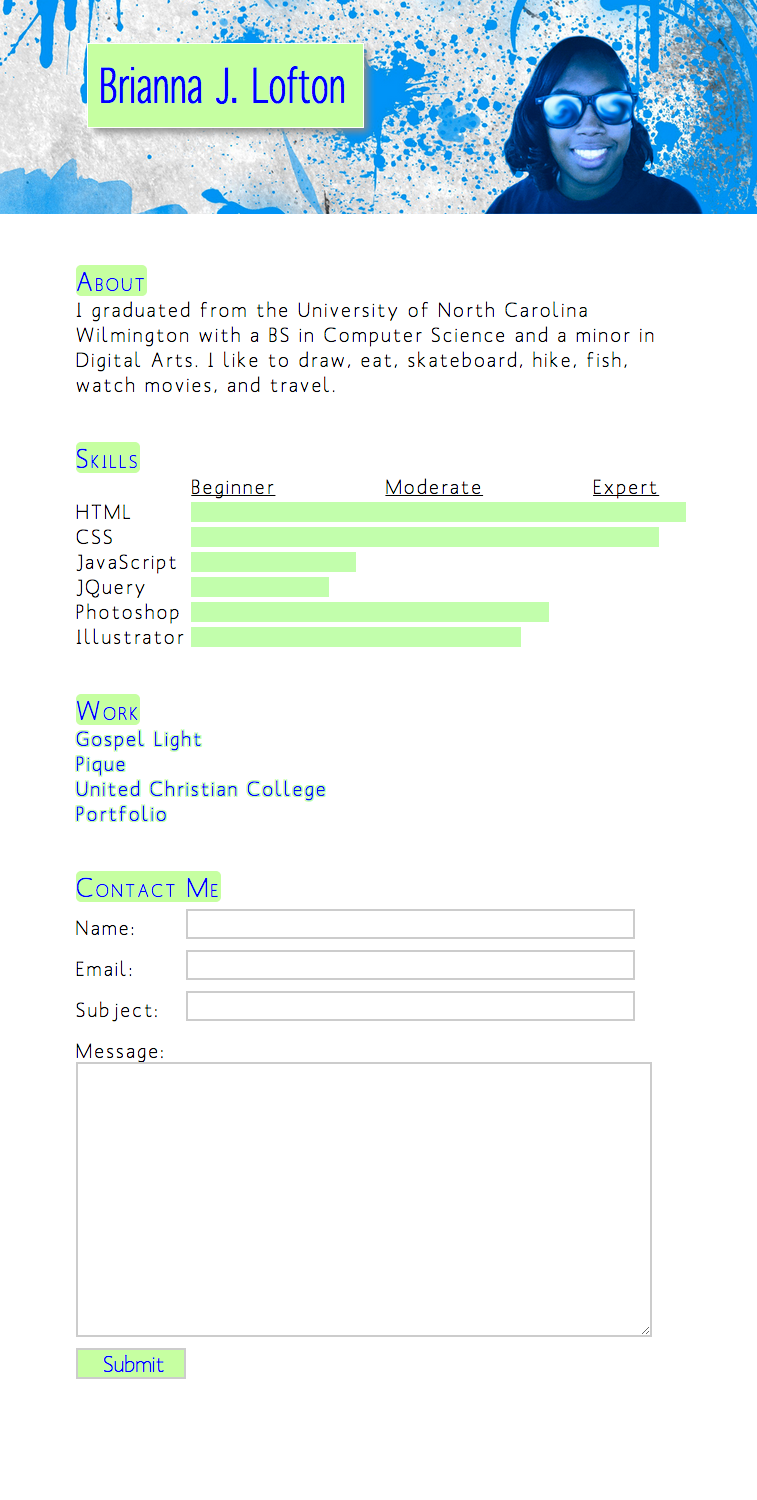 Brianna J. Lofton
About
I graduated from the University of North Carolina
Wilmington with a BS in Computer Science and a minor in
Digital Arts. I like to draw, eat, skateboard, hike, fish,
watch movies, and travel.
Skills
Beginner Moderate Expert
HTML
CSS
JavaScript
JQuery
Photoshop
Illustrator
Work
Gospel Light
Pique
United Christian College
Portfolio
Contact Me
Name:
Email:
Subject:
Message:
Submit